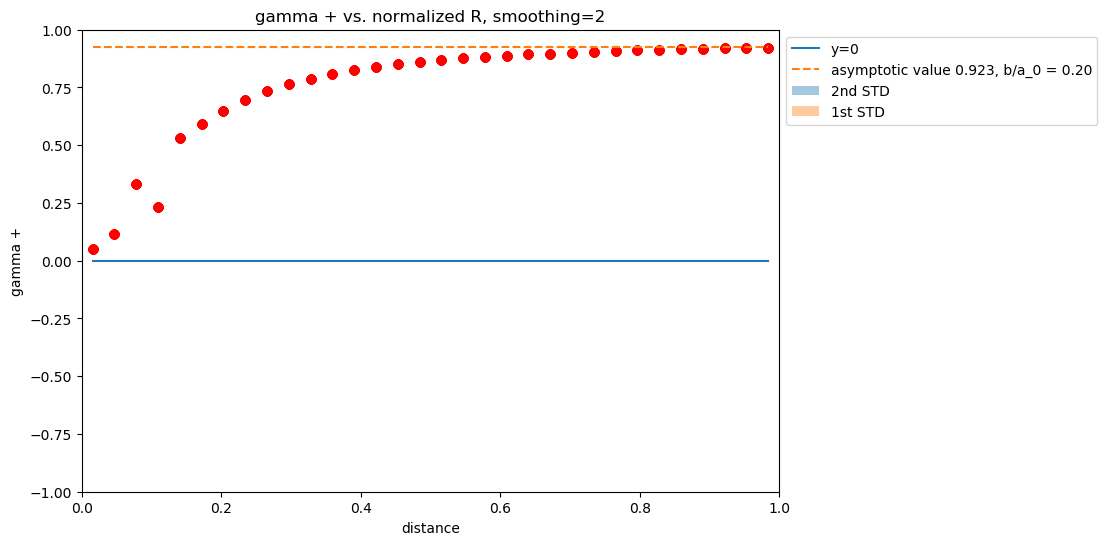 gamma + vs. normalized R, smoothing=2
1.00
0.75
0.50
0.25
0.00
−0.25
−0.50
−0.75
−1.00
gamma +
0.0 0.2 0.4 0.6 0.8 1.0
distance
y=0
asymptotic value 0.923, b/a_0 = 0.20
2nd STD
1st STD